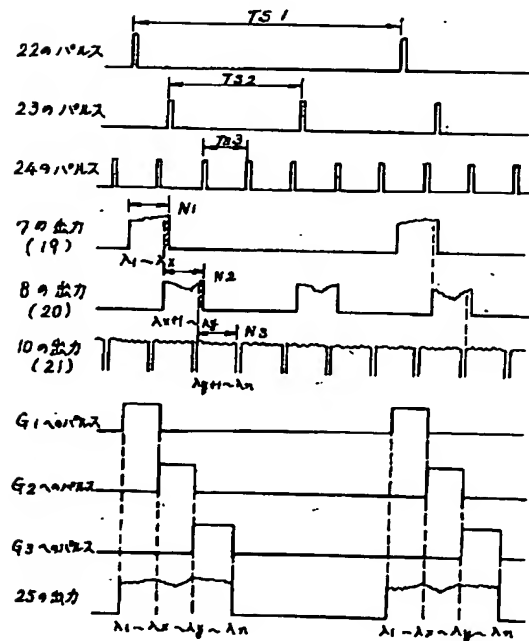 TS1
22のパルス
TS2
23のパルス
TS3
24のパルス
N1
7の出力
(19)
λ1~λx
N2
8の出力
(20)
λx+1~λy
N3
10の出力
(21)
λy+1~λn
G1へのパルス
G2へのパルス
G3へのパルス
25の出力
λ1~λx~λy~λn
λ1~λx~λy~λn